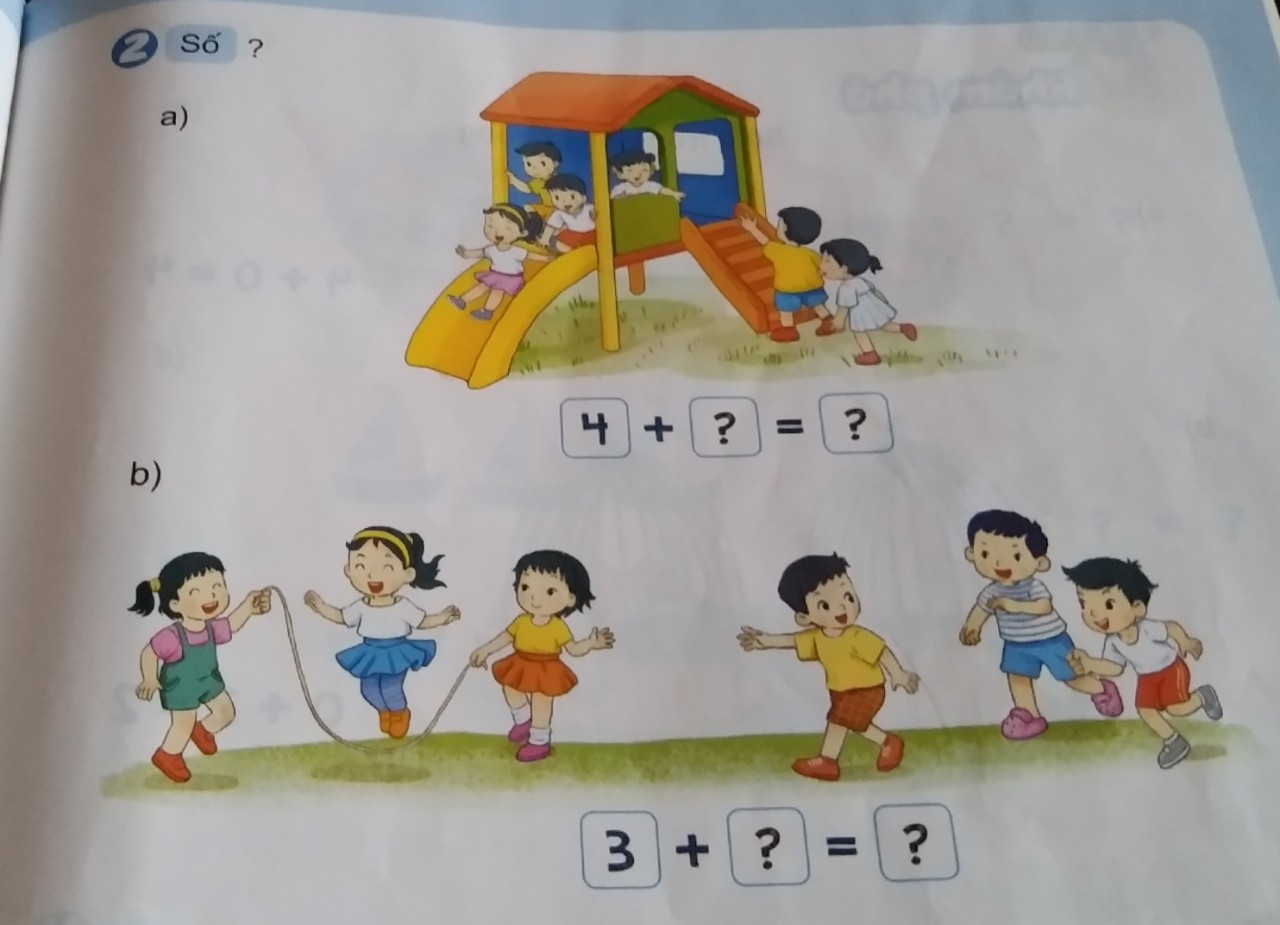 2 Số ?
a)
4 + ? = ?
b)
3 + ? = ?